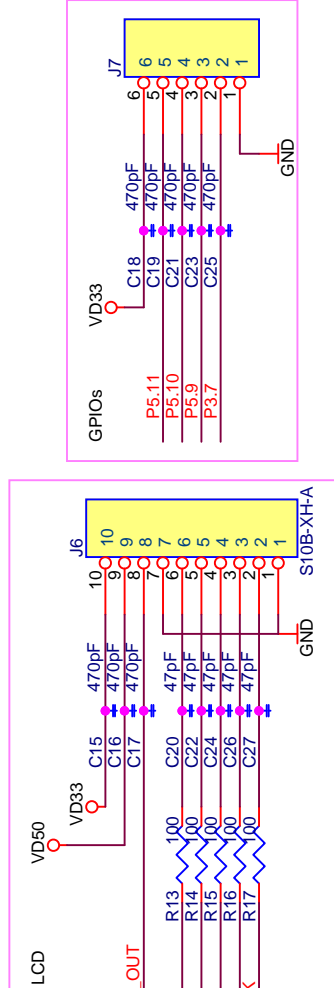 GPIOs
VD33
J7
6 6
5 5
4 4
3 3
2 2
1 1
C18 470pF
C19 470pF
C21 470pF
C23 470pF
C25
P5.11
P5.10
P5.9
P3.7
GND
LCD
VD50
VD33
J6
S10B-XH-A
10 10
9 9
8 8
7 7
6 6
5 5
4 4
3 3
2 2
1 1
C15 470pF
C16 470pF
C17 470pF
C20 47pF
C22 47pF
C24 47pF
C26 47pF
C27 47pF
R13 100
R14 100
R15 100
R16 100
R17 100
_OUT
GND